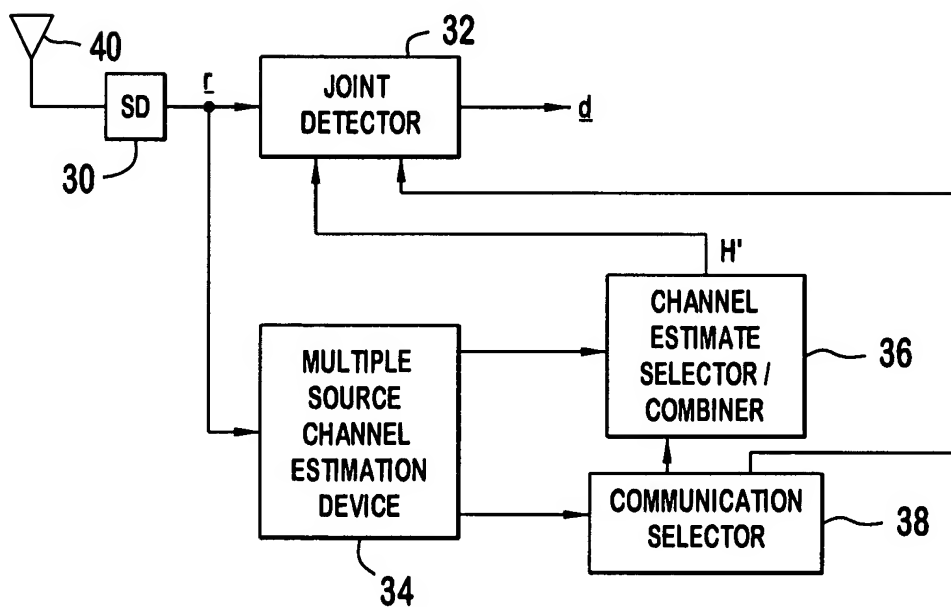 40
SD
30
r
32
JOINT
DETECTOR
d
H'
CHANNEL
ESTIMATE
SELECTOR /
COMBINER
36
MULTIPLE
SOURCE
CHANNEL
ESTIMATION
DEVICE
34
COMMUNICATION
SELECTOR
38